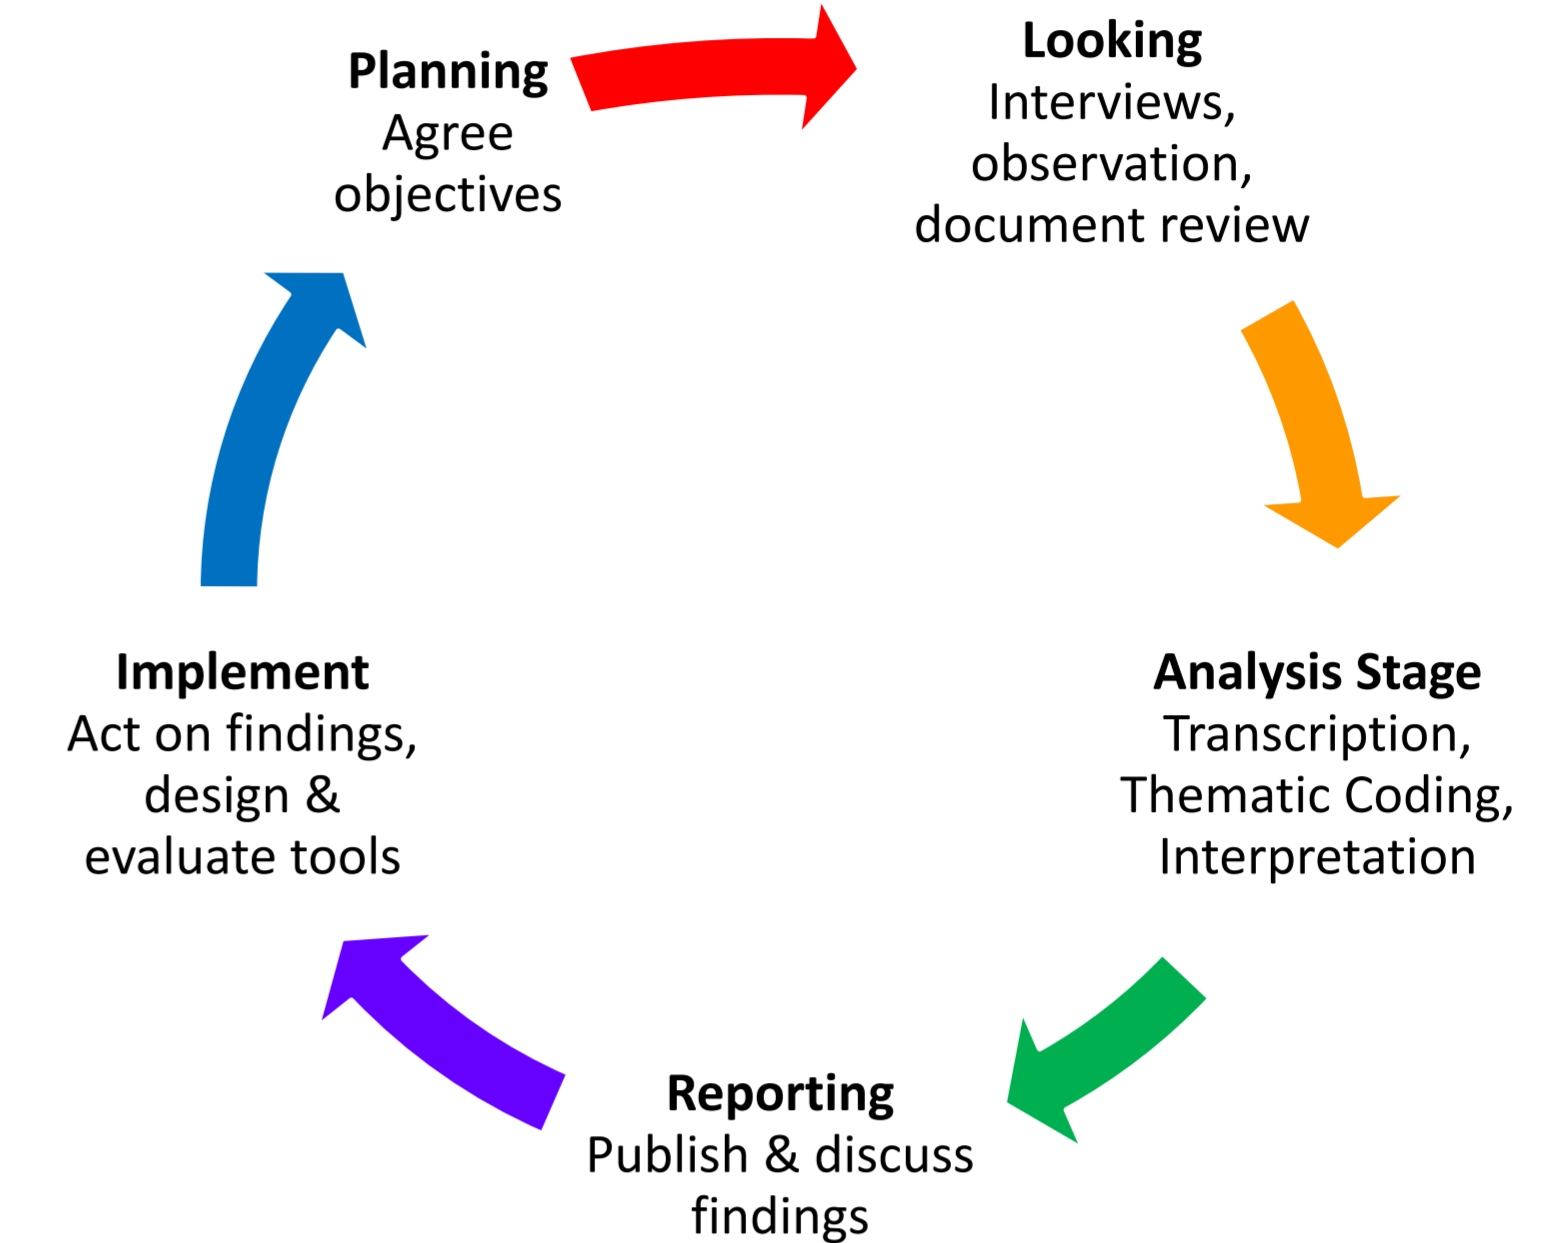 Planning
Agree
objectives
Looking
Interviews,
observation,
document review
Analysis Stage
Transcription,
Thematic Coding,
Interpretation
Reporting
Publish & discuss
findings
Implement
Act on findings,
design &
evaluate tools